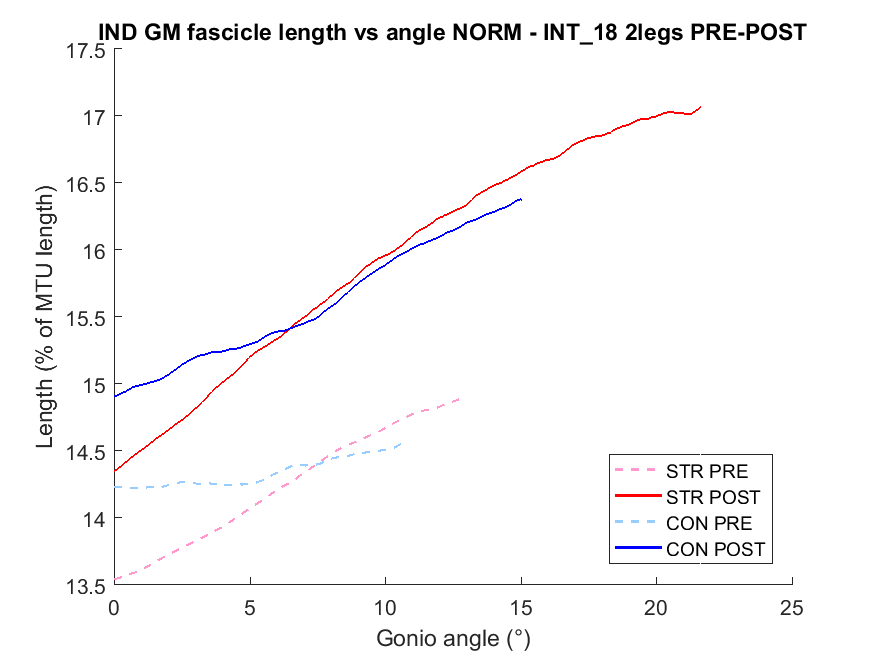 IND GM fascicle length vs angle NORM - INT_18 2legs PRE-POST
17.5
17
16.5
16
15.5
15
14.5
14
13.5
Length (% of MTU length)
0
5
10
15
20
25
Gonio angle (°)
STR PRE
STR POST
CON PRE
CON POST